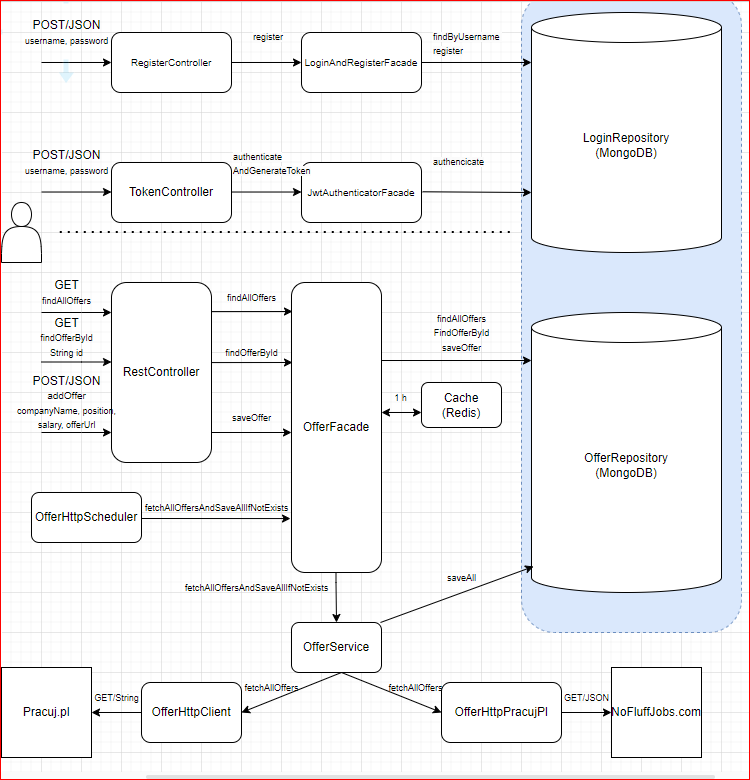 POST/JSON
username, password
register
findByUsername
register
RegisterController
LoginAndRegisterFacade
LoginRepository
(MongoDB)
POST/JSON
username, password
authenticate
AndGenerateToken
authencicate
TokenController
JwtAuthenticatorFacade
GET
findAllOffers
GET
findOfferById
String id
POST/JSON
addOffer
companyName, position,
salary, offerUrl
RestController
findAllOffers
findOfferById
saveOffer
OfferFacade
findAllOffers
FindOfferById
saveOffer
1 h
Cache
(Redis)
OfferRepository
(MongoDB)
OfferHttpScheduler
fetchAllOffersAndSaveAllIfNotExists
fetchAllOffersAndSaveAllIfNotExists
saveAll
OfferService
fetchAllOffers
fetchAllOffers
Pracuj.pl
GET/String
OfferHttpClient
OfferHttpPracujPl
GET/JSON
NoFluffJobs.com